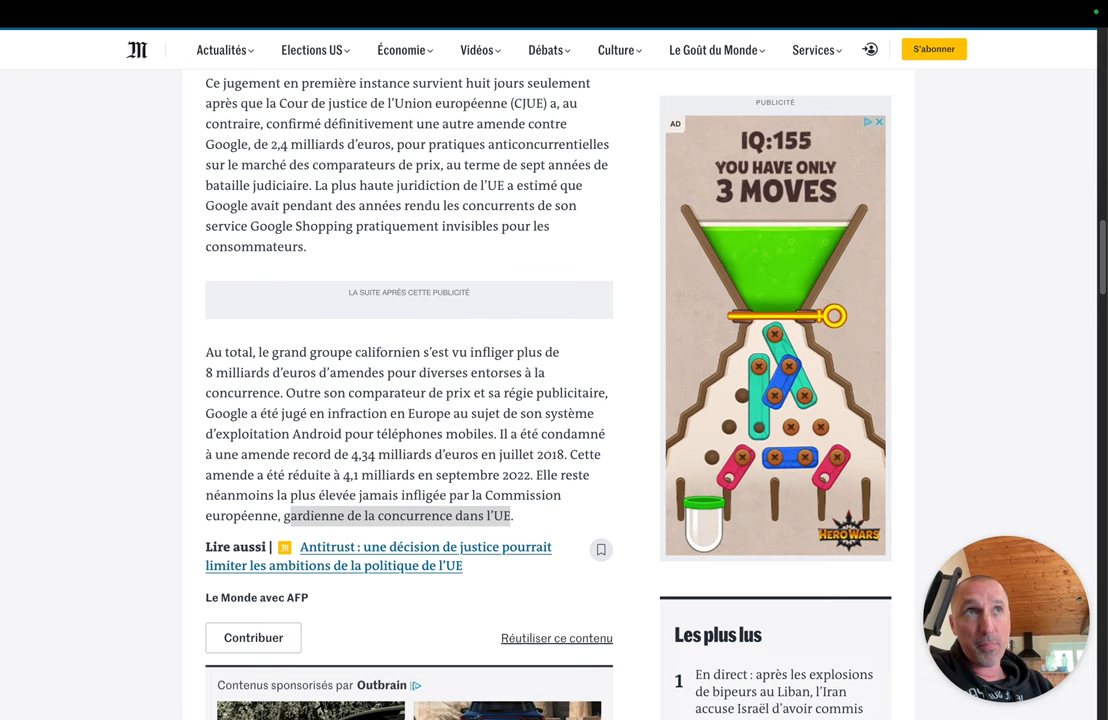 M
Actualités
Elections US
Économie
Vidéos
Débats
Culture
Le Goût du Monde
Services
S'abonner
Ce jugement en première instance survient huit jours seulement
après que la Cour de justice de l'Union européenne (CJUE) a, au
contraire, confirmé définitivement une autre amende contre
Google, de 2,4 milliards d'euros, pour pratiques anticoncurrentielles
sur le marché des comparateurs de prix, au terme de sept années de
bataille judiciaire. La plus haute juridiction de l'UE a estimé que
Google avait pendant des années rendu les concurrents de son
service Google Shopping pratiquement invisibles pour les
consommateurs.
LA SUITE APRÈS CETTE PUBLICITÉ
Au total, le grand groupe californien s'est vu infliger plus de
8 milliards d'euros d'amendes pour diverses entorses à la
concurrence. Outre son comparateur de prix et sa régie publicitaire,
Google a été jugé en infraction en Europe au sujet de son système
d'exploitation Android pour téléphones mobiles. Il a été condamné
à une amende record de 4,34 milliards d'euros en juillet 2018. Cette
amende a été réduite à 4,1 milliards en septembre 2022. Elle reste
néanmoins la plus élevée jamais infligée par la Commission
européenne, gardienne de la concurrence dans l'UE.
Lire aussi | Antitrust : une décision de justice pourrait
limiter les ambitions de la politique de l'UE
Le Monde avec AFP
Contribuer
Réutiliser ce contenu
Contenus sponsorisés par Outbrain
PUBLICITÉ
AD
IQ:155
YOU HAVE ONLY
3 MOVES
HERO WARS
Les plus lus
1
En direct : après les explosions
de bipeurs au Liban, l'Iran
accuse Israël d'avoir commis